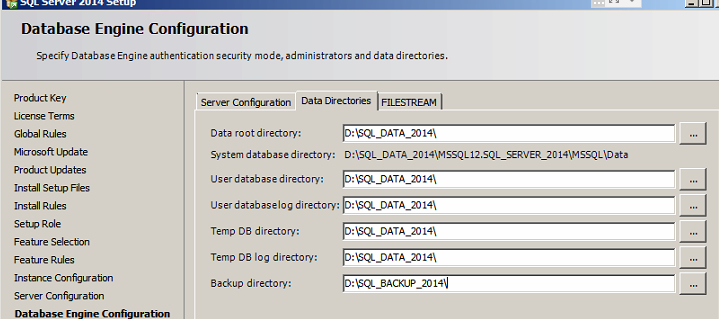 SQL Server 2014 Setup
Database Engine Configuration
Specify Database Engine authentication security mode, administrators and data directories.
Product Key
License Terms
Global Rules
Microsoft Update
Product Updates
Install Setup Files
Install Rules
Setup Role
Feature Selection
Feature Rules
Instance Configuration
Server Configuration
Database Engine Configuration
Server Configuration Data Directories FILESTREAM
Data root directory: D:\SQL_DATA_2014\ ...
System database directory: D:\SQL_DATA_2014\MSSQL12.SQL_SERVER_2014\MSSQL\Data
User database directory: D:\SQL_DATA_2014\ ...
User database log directory: D:\SQL_DATA_2014\ ...
Temp DB directory: D:\SQL_DATA_2014\ ...
Temp DB log directory: D:\SQL_DATA_2014\ ...
Backup directory: D:\SQL_BACKUP_2014\ ...